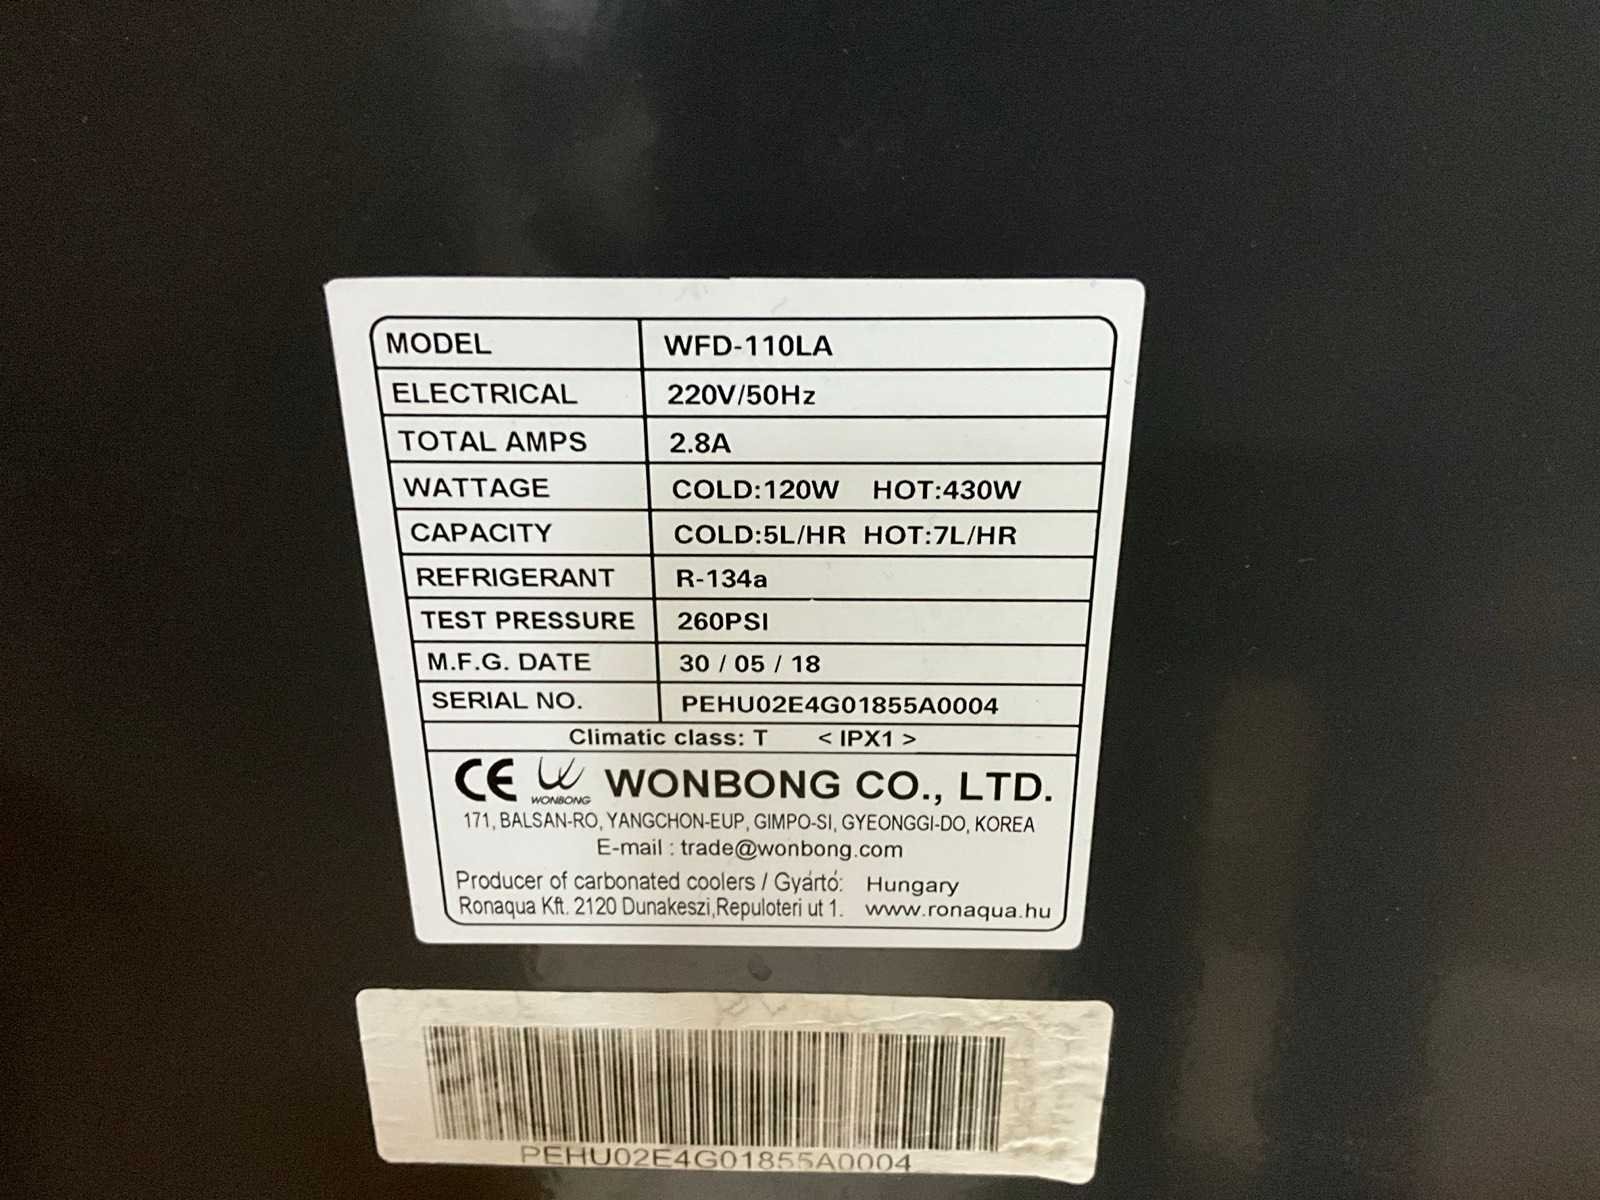 MODEL WFD-110LA
ELECTRICAL 220V/50Hz
TOTAL AMPS 2.8A
WATTAGE COLD:120W HOT:430W
CAPACITY COLD:5L/HR HOT:7L/HR
REFRIGERANT R-134a
TEST PRESSURE 260PSI
M.F.G. DATE 30 / 05 / 18
SERIAL NO. PEHU02E4G01855A0004
Climatic class: T < IPX1 >
CE WONBONG WONBONG CO., LTD.
171, BALSAN-RO, YANGCHON-EUP, GIMPO-SI, GYEONGGI-DO, KOREA
E-mail : trade@wonbong.com
Producer of carbonated coolers / Gyártó: Hungary
Ronaqua Kft. 2120 Dunakeszi,Repuloteri ut 1. www.ronaqua.hu
PEHU02E4G01855A0004